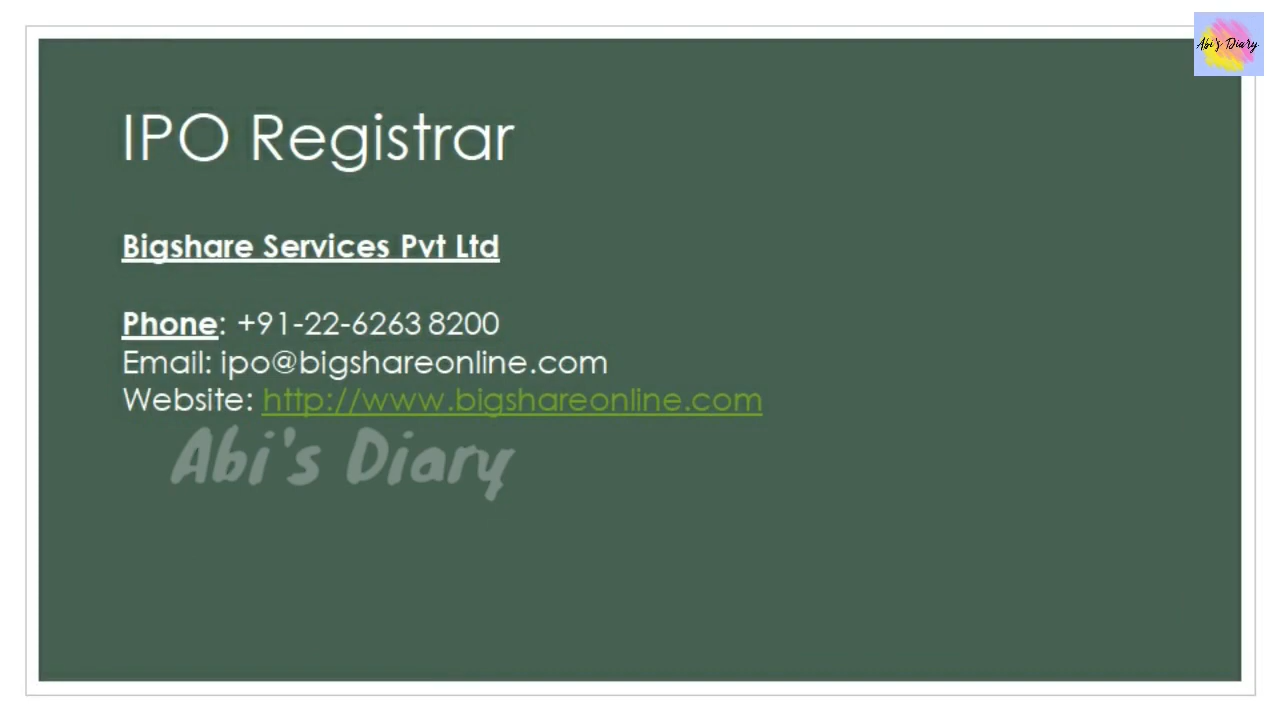 Abi's Diary
IPO Registrar
Bigshare Services Pvt Ltd
Phone: +91-22-6263 8200
Email: ipo@bigshareonline.com
Website: http://www.bigshareonline.com
Abi's Diary